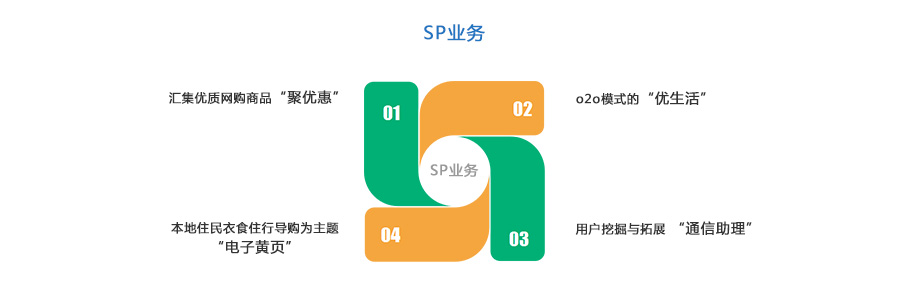 SP业务
汇集优质网购商品“聚优惠”
01
02
o2o模式的“优生活”
SP业务
本地住民衣食住行导购为主题
“电子黄页”
04
03
用户挖掘与拓展 “通信助理”